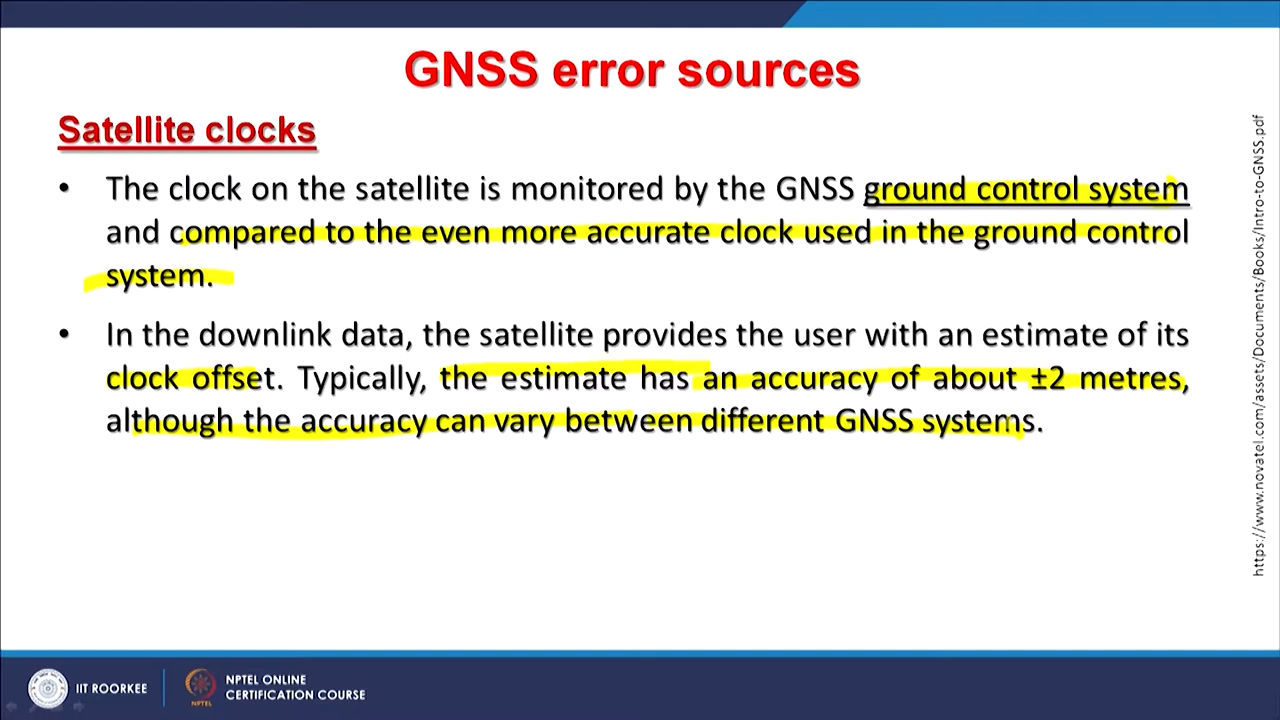 GNSS error sources
Satellite clocks
• The clock on the satellite is monitored by the GNSS ground control system
and compared to the even more accurate clock used in the ground control
system.
• In the downlink data, the satellite provides the user with an estimate of its
clock offset. Typically, the estimate has an accuracy of about ±2 metres,
although the accuracy can vary between different GNSS systems.
https://www.novatel.com/assets/Documents/Books/Intro-to-GNSS.pdf
IIT ROORKEE
NPTEL
NPTEL ONLINE
CERTIFICATION COURSE